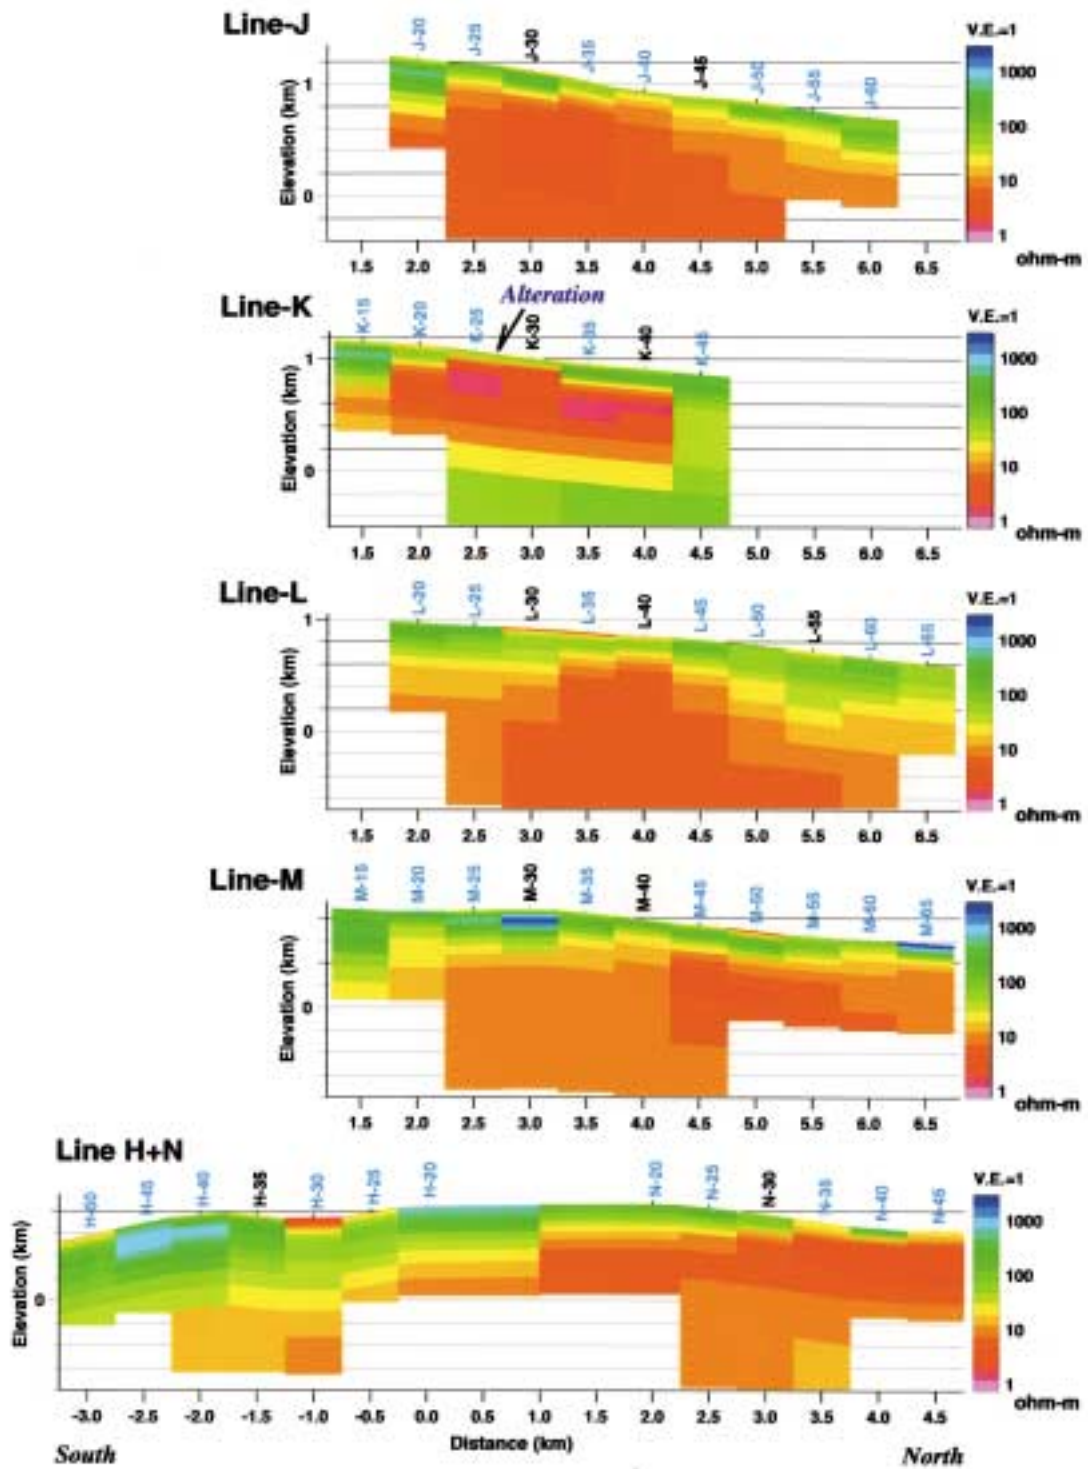 Line-J
J-20 J-25 J-30 J-35 J-40 J-45 J-50 J-55 J-60
V.E.=1
Elevation (km)
1
0
1000
100
10
1
ohm-m
1.5 2.0 2.5 3.0 3.5 4.0 4.5 5.0 5.5 6.0 6.5
Alteration
Line-K
K-15 K-20 K-25 K-30 K-35 K-40 K-45
V.E.=1
Elevation (km)
1
0
1000
100
10
1
ohm-m
1.5 2.0 2.5 3.0 3.5 4.0 4.5 5.0 5.5 6.0 6.5
Line-L
L-20 L-25 L-30 L-35 L-40 L-45 L-50 L-55 L-60 L-65
V.E.=1
Elevation (km)
1
0
1000
100
10
1
ohm-m
1.5 2.0 2.5 3.0 3.5 4.0 4.5 5.0 5.5 6.0 6.5
Line-M
M-15 M-20 M-25 M-30 M-35 M-40 M-45 M-50 M-55 M-60 M-65
V.E.=1
Elevation (km)
0
1000
100
10
1
ohm-m
1.5 2.0 2.5 3.0 3.5 4.0 4.5 5.0 5.5 6.0 6.5
Line H+N
H-50 H-45 H-40 H-35 H-30 H-25 H-20 N-20 N-25 N-30 N-35 N-40 N-45
V.E.=1
Elevation (km)
0
1000
100
10
1
ohm-m
-3.0 -2.5 -2.0 -1.5 -1.0 -0.5 0.0 0.5 1.0 1.5 2.0 2.5 3.0 3.5 4.0 4.5
Distance (km)
South
North